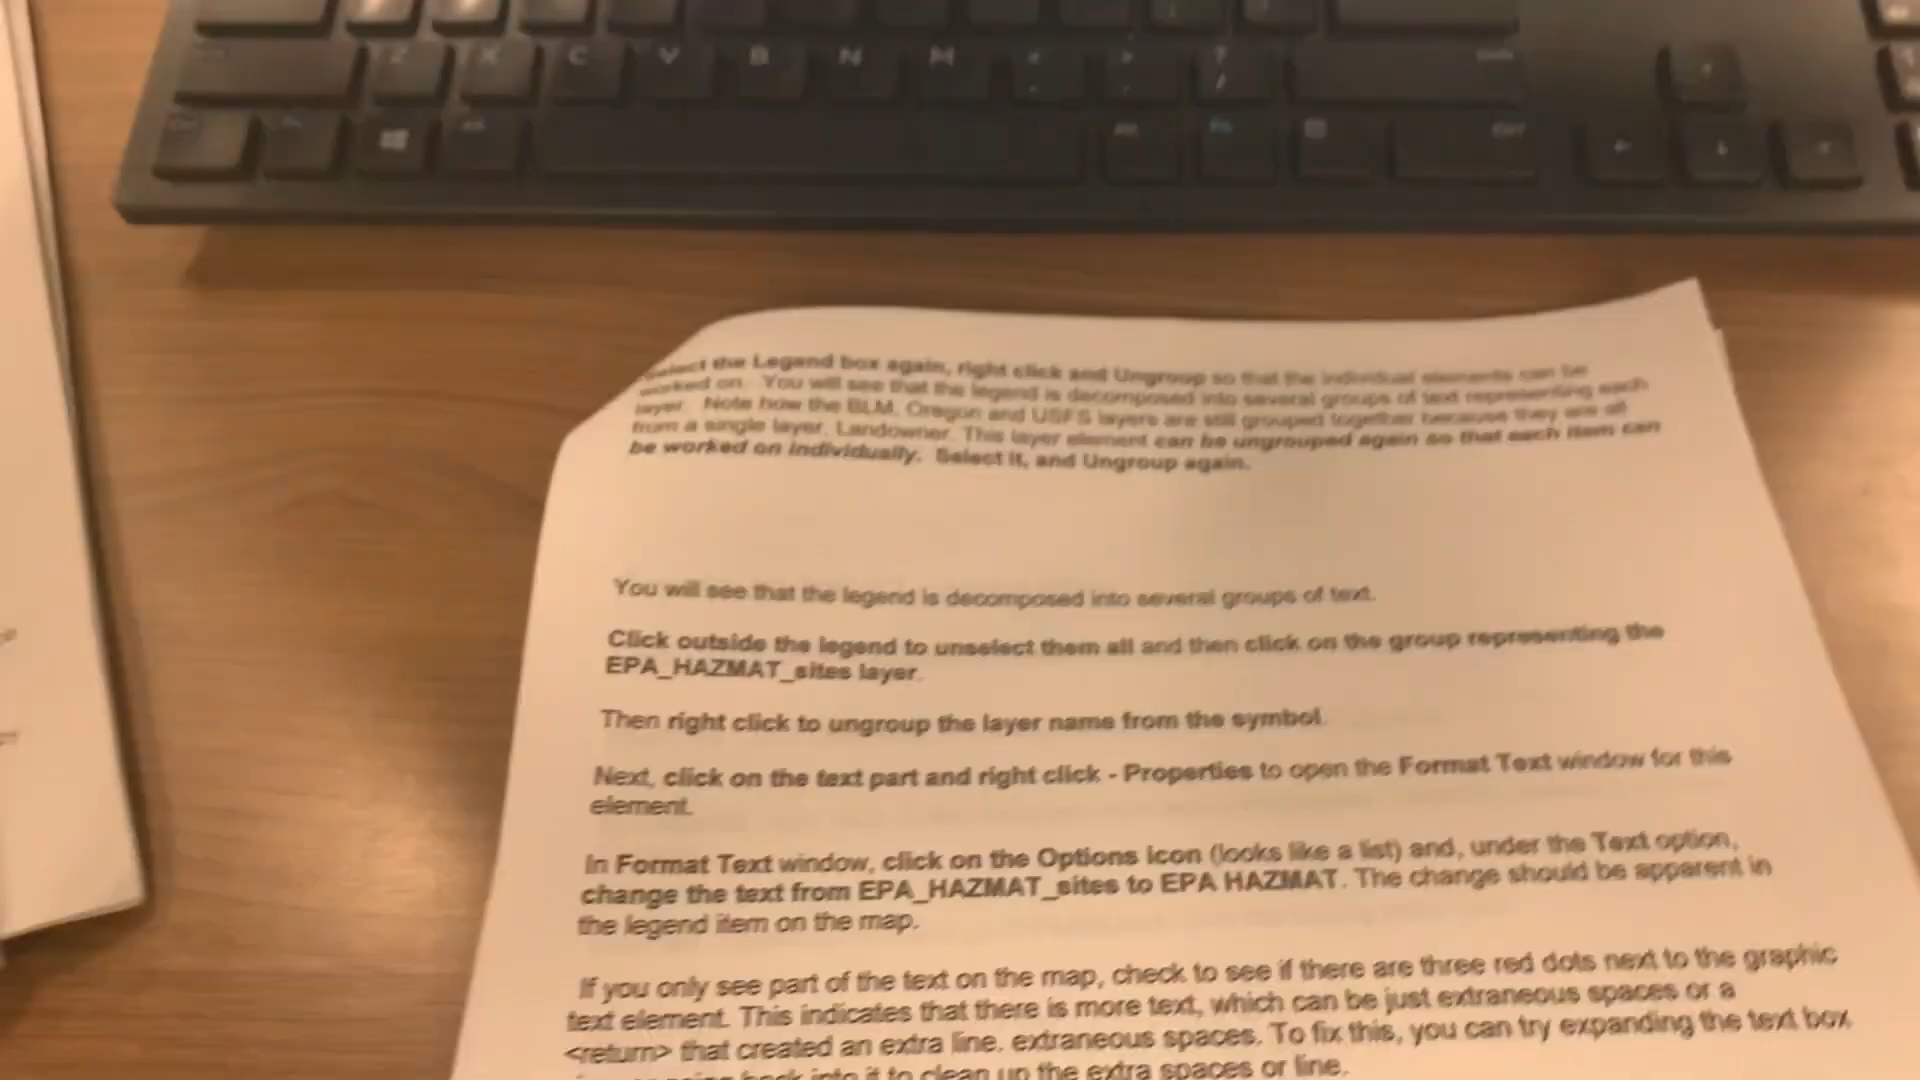 Z X C V B N M < > ?
, . /
Alt Fn Ctrl
Select the Legend box again, right click and Ungroup so that the individual elements can be
worked on. You will see that the legend is decomposed into several groups of text representing each
layer. Note how the BLM, Oregon and USFS layers are still grouped together because they are all
from a single layer, Landowner. This layer element can be ungrouped again so that each item can
be worked on individually. Select it, and Ungroup again.
You will see that the legend is decomposed into several groups of text.
Click outside the legend to unselect them all and then click on the group representing the
EPA_HAZMAT_sites layer.
Then right click to ungroup the layer name from the symbol.
Next, click on the text part and right click - Properties to open the Format Text window for this
element.
In Format Text window, click on the Options icon (looks like a list) and, under the Text option,
change the text from EPA_HAZMAT_sites to EPA HAZMAT. The change should be apparent in
the legend item on the map.
If you only see part of the text on the map, check to see if there are three red dots next to the graphic
text element. This indicates that there is more text, which can be just extraneous spaces or a
<return> that created an extra line. extraneous spaces. To fix this, you can try expanding the text box
back into it to clean up the extra spaces or line.